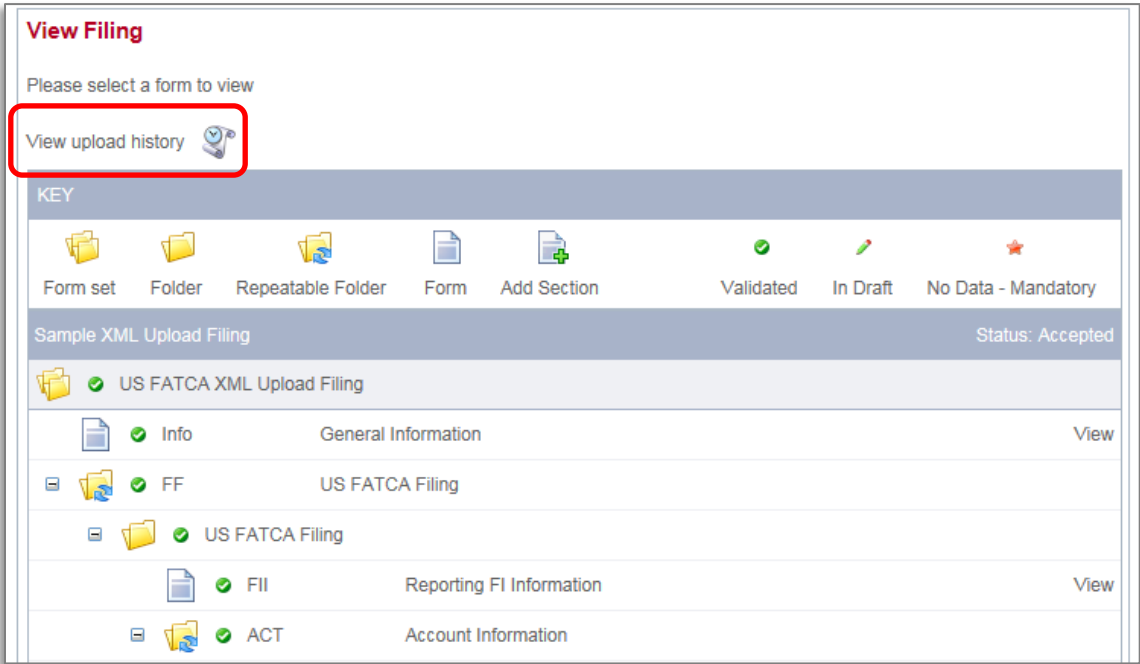 View Filing
Please select a form to view
View upload history
KEY
Form set Folder Repeatable Folder Form Add Section Validated In Draft No Data - Mandatory
Sample XML Upload Filing Status: Accepted
US FATCA XML Upload Filing
Info General Information View
FF US FATCA Filing
US FATCA Filing
FII Reporting FI Information View
ACT Account Information